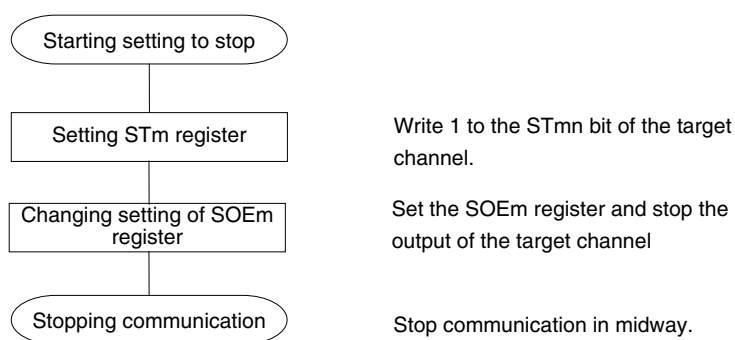 Starting setting to stop
Setting STm register
Write 1 to the STmn bit of the target
channel.
Changing setting of SOEm
register
Set the SOEm register and stop the
output of the target channel
Stopping communication
Stop communication in midway.